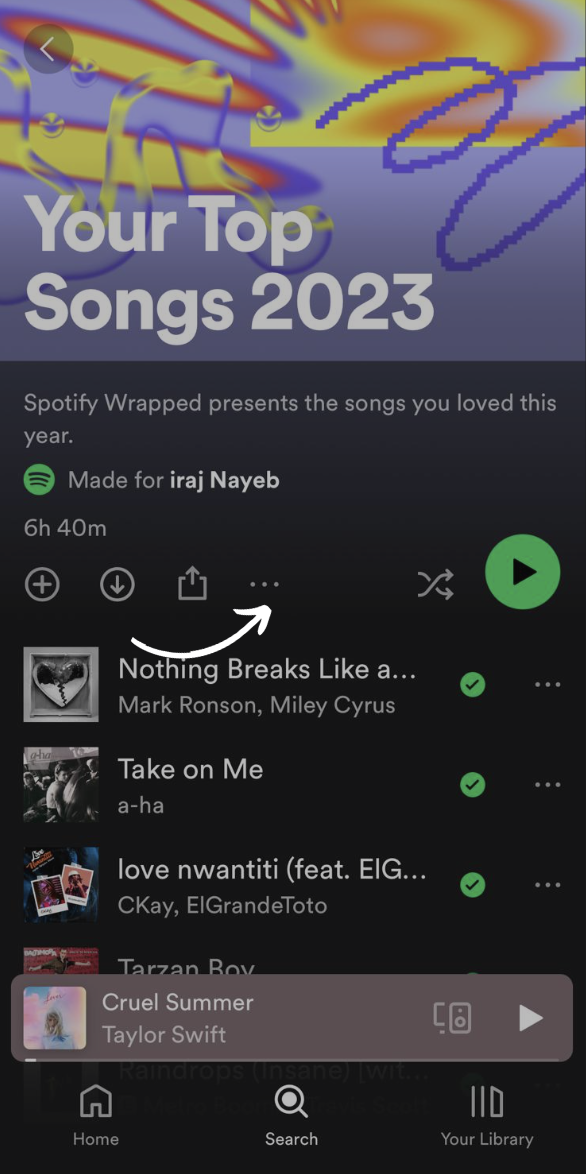 Your Top
Songs 2023
Spotify Wrapped presents the songs you loved this
year.
Made for iraj Nayeb
6h 40m
Nothing Breaks Like a...
Mark Ronson, Miley Cyrus
a-ha
Take on Me
a-ha
love nwantiti (feat. ElG...
CKay, ElGrandeToto
Tarzan Boy
Cruel Summer
Taylor Swift
Raindrops (Insane) [wit...
Home
Search
Your Library